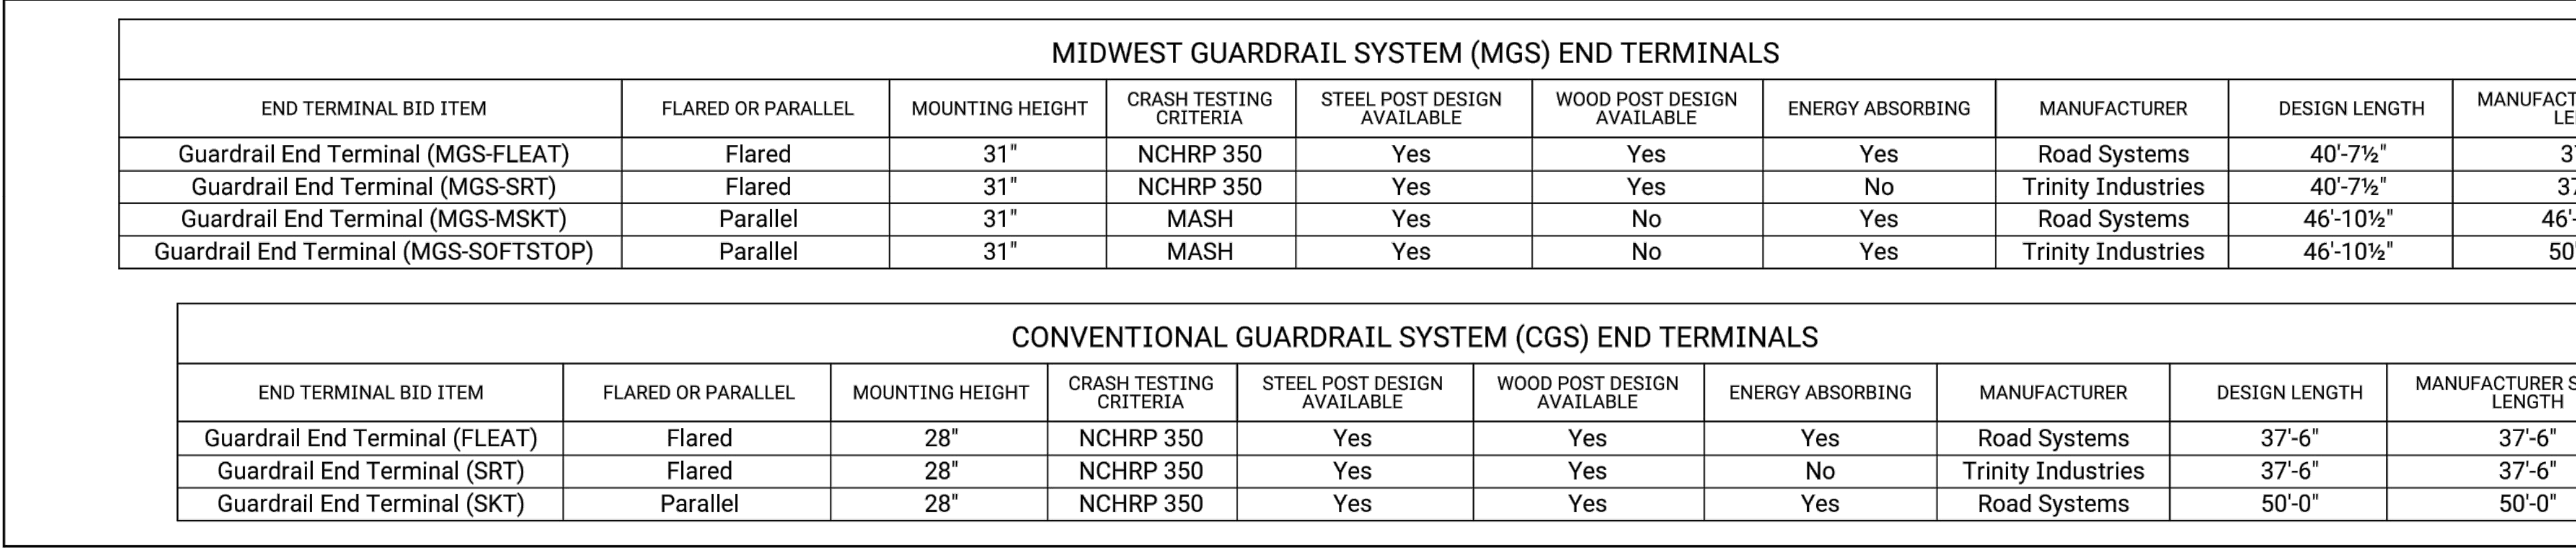 MIDWEST GUARDRAIL SYSTEM (MGS) END TERMINALS
END TERMINAL BID ITEM FLARED OR PARALLEL MOUNTING HEIGHT CRASH TESTING CRITERIA STEEL POST DESIGN AVAILABLE WOOD POST DESIGN AVAILABLE ENERGY ABSORBING MANUFACTURER DESIGN LENGTH
Guardrail End Terminal (MGS-FLEAT) Flared 31" NCHRP 350 Yes Yes Yes Road Systems 40'-7½"
Guardrail End Terminal (MGS-SRT) Flared 31" NCHRP 350 Yes Yes No Trinity Industries 40'-7½"
Guardrail End Terminal (MGS-MSKT) Parallel 31" MASH Yes No Yes Road Systems 46'-10½"
Guardrail End Terminal (MGS-SOFTSTOP) Parallel 31" MASH Yes No Yes Trinity Industries 46'-10½"
CONVENTIONAL GUARDRAIL SYSTEM (CGS) END TERMINALS
END TERMINAL BID ITEM FLARED OR PARALLEL MOUNTING HEIGHT CRASH TESTING CRITERIA STEEL POST DESIGN AVAILABLE WOOD POST DESIGN AVAILABLE ENERGY ABSORBING MANUFACTURER DESIGN LENGTH MANUFACTURER LENGTH
Guardrail End Terminal (FLEAT) Flared 28" NCHRP 350 Yes Yes Yes Road Systems 37'-6" 37'-6"
Guardrail End Terminal (SRT) Flared 28" NCHRP 350 Yes Yes No Trinity Industries 37'-6" 37'-6"
Guardrail End Terminal (SKT) Parallel 28" NCHRP 350 Yes Yes Yes Road Systems 50'-0" 50'-0"